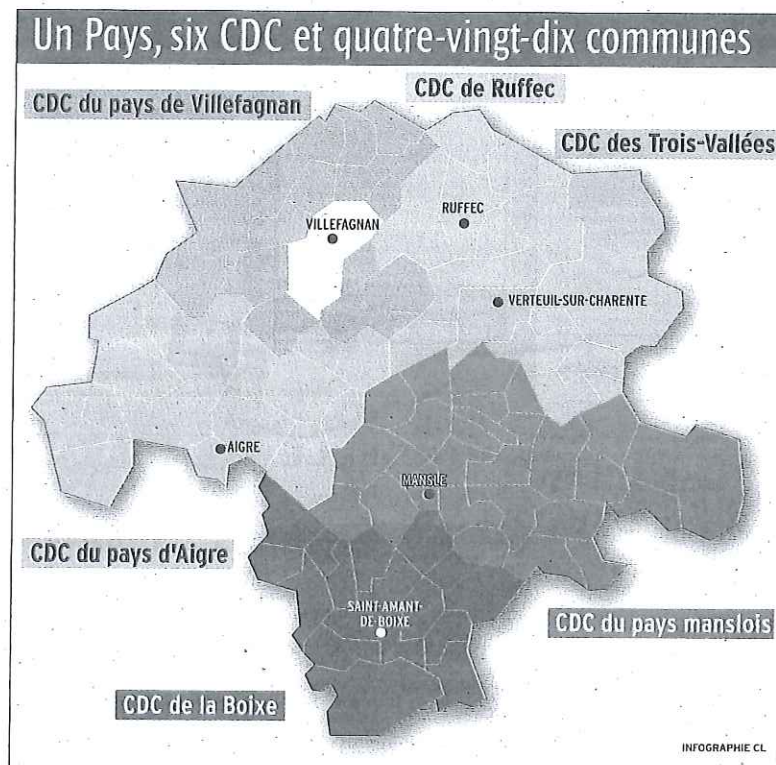 Un Pays, six CDC et quatre-vingt-dix communes
CDC du pays de Villefagnan
CDC de Ruffec
CDC des Trois-Vallées
VILLEFAGNAN
RUFFEC
VERTEUIL-SUR-CHARENTE
AIGRE
MANSLE
CDC du pays d'Aigre
SAINT-AMANT-
DE-BOIXE
CDC du pays manslois
CDC de la Boixe
INFOGRAPHIE CL